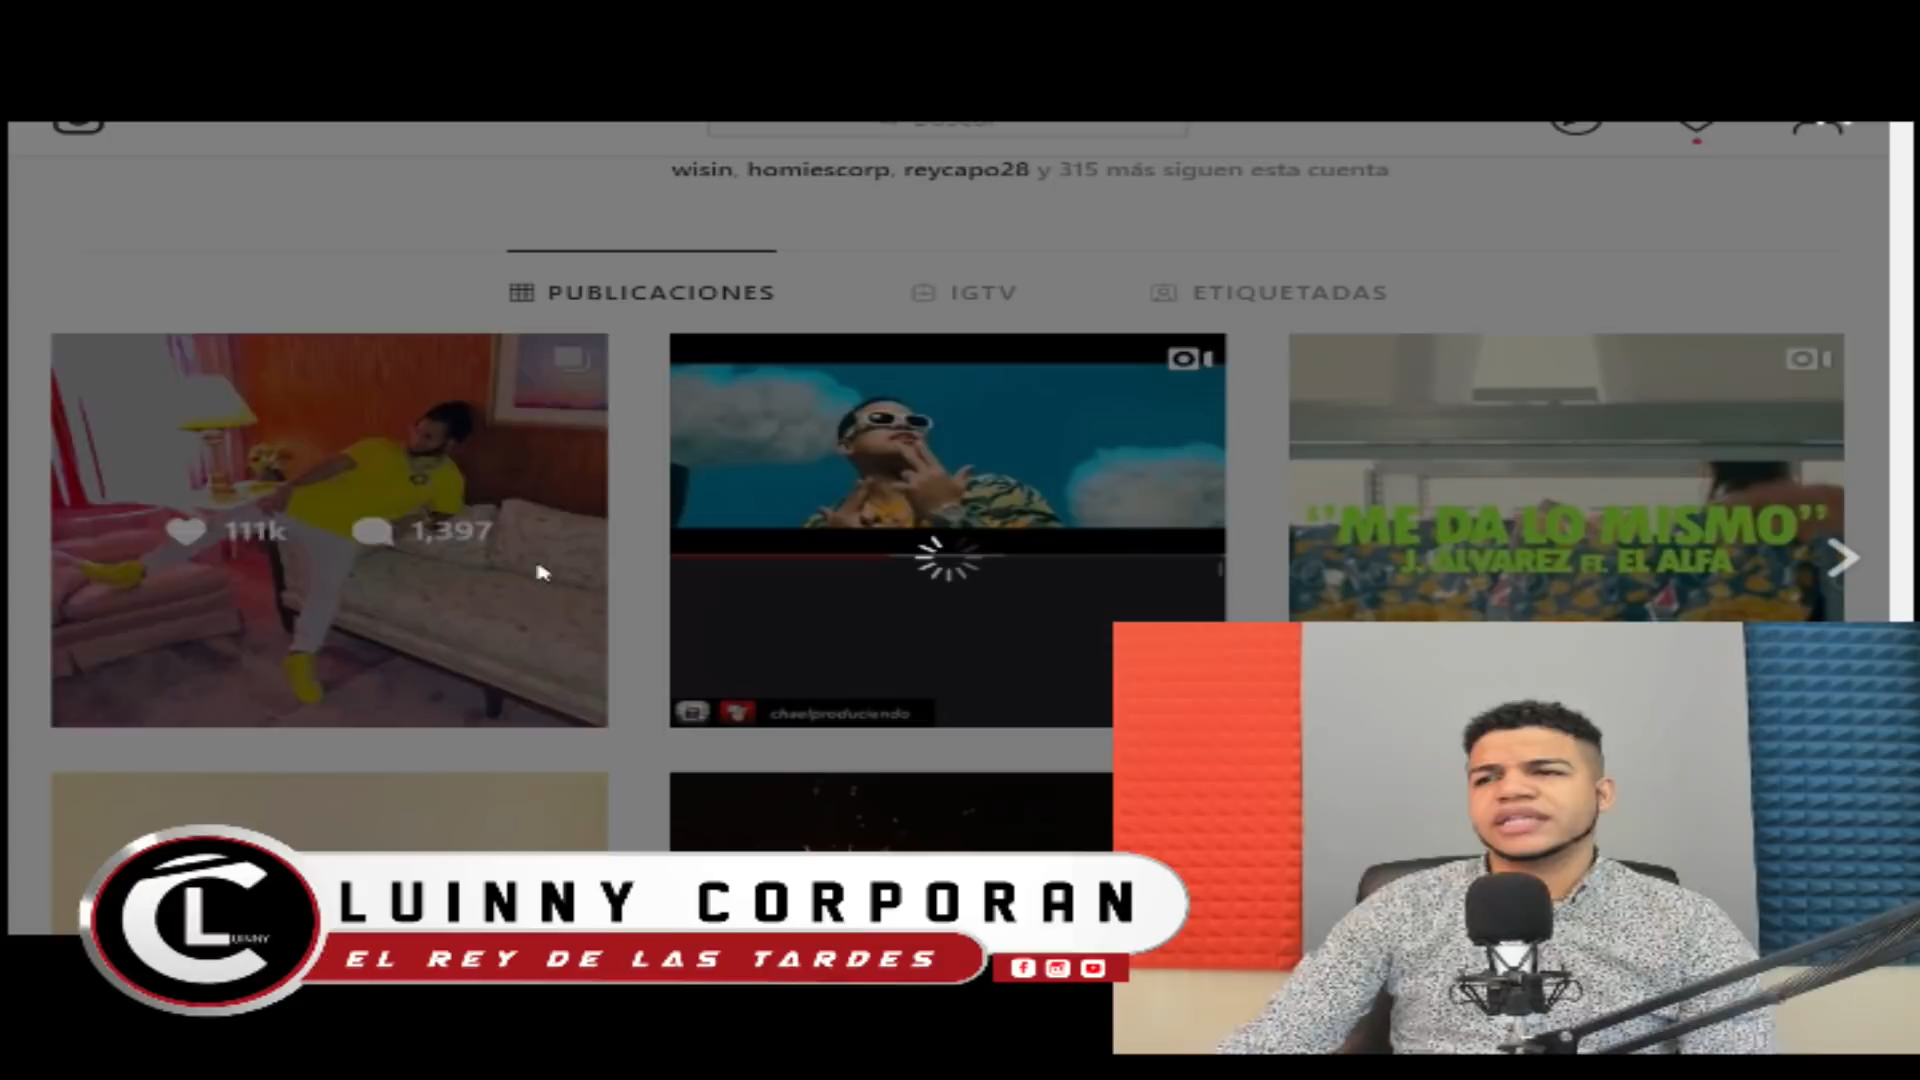 wisin, homiescorp, reycapo28 y 315 más siguen esta cuenta
PUBLICACIONES IGTV ETIQUETADAS
111k 1,397
"ME DA LO MISMO"
J. ALVAREZ FT. EL ALFA
chaelproduciendo
LUINNY CORPORAN
EL REY DE LAS TARDES